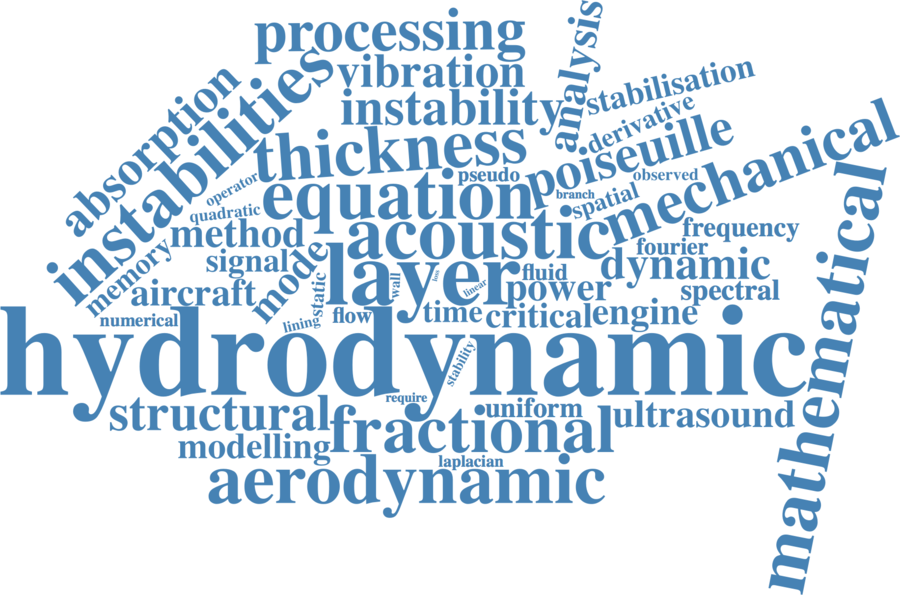 processing
analysis
vibration
stabilisation
absorption
instabilities
instability
derivative
thickness
poiseuille
mechanical
pseudo
observed
operator
equation
branch
spatial
quadratic
mathematical
method
acoustic
frequency
fourier
memory
signal
mode
layer
fluid
dynamic
static
wall
loss
linear
power
spectral
aircraft
numerical
lining
flow
time
critical
engine
hydrodynamic
stability
require
structural
fractional
uniform
ultrasound
modelling
laplacian
aerodynamic